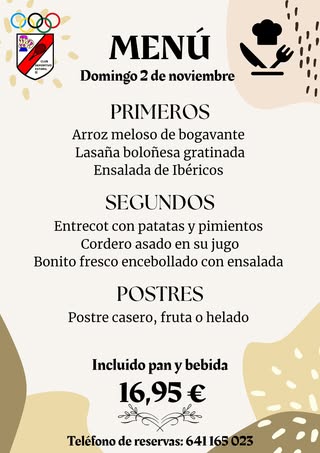 MENÚ
Domingo 2 de noviembre
PRIMEROS
Arroz meloso de bogavante
Lasaña boloñesa gratinada
Ensalada de Ibéricos
SEGUNDOS
Entrecot con patatas y pimientos
Cordero asado en su jugo
Bonito fresco encebollado con ensalada
POSTRES
Postre casero, fruta o helado
Incluido pan y bebida
16,95 €
Teléfono de reservas: 641 165 023